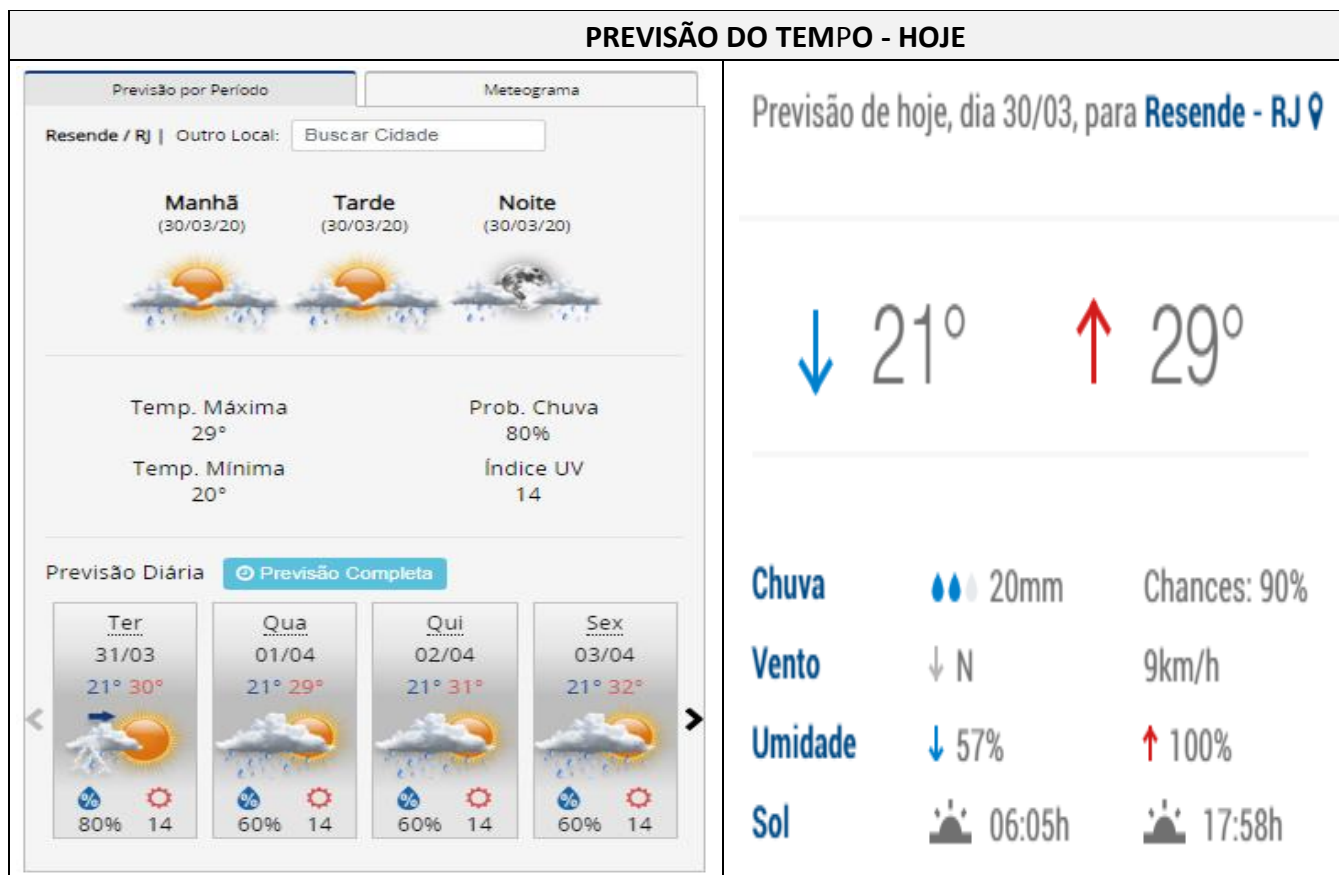 PREVISÃO DO TEMPO - HOJE
Previsão por Período
Meteograma
Resende / RJ | Outro Local: Buscar Cidade
Manhã Tarde Noite
(30/03/20) (30/03/20) (30/03/20)
Temp. Máxima Prob. Chuva
29° 80%
Temp. Mínima Índice UV
20° 14
Previsão Diária Previsão Completa
Ter Qua Qui Sex
31/03 01/04 02/04 03/04
21° 30° 21° 29° 21° 31° 21° 32°
% % % %
80% 14 60% 14 60% 14 60% 14
Previsão de hoje, dia 30/03, para Resende - RJ
21° 29°
Chuva 20mm Chances: 90%
Vento N 9km/h
Umidade 57% 100%
Sol 06:05h 17:58h